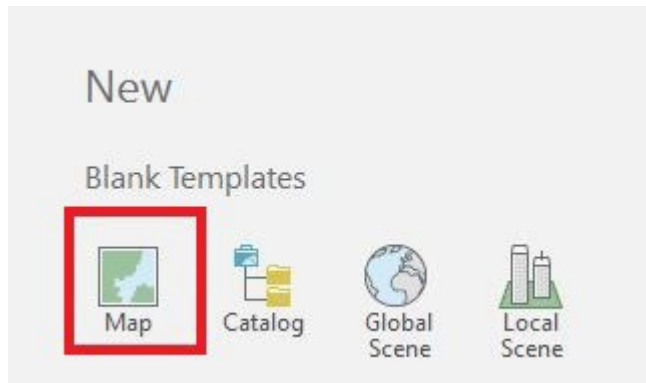 New
Blank Templates
Map
Catalog
Global
Scene
Local
Scene